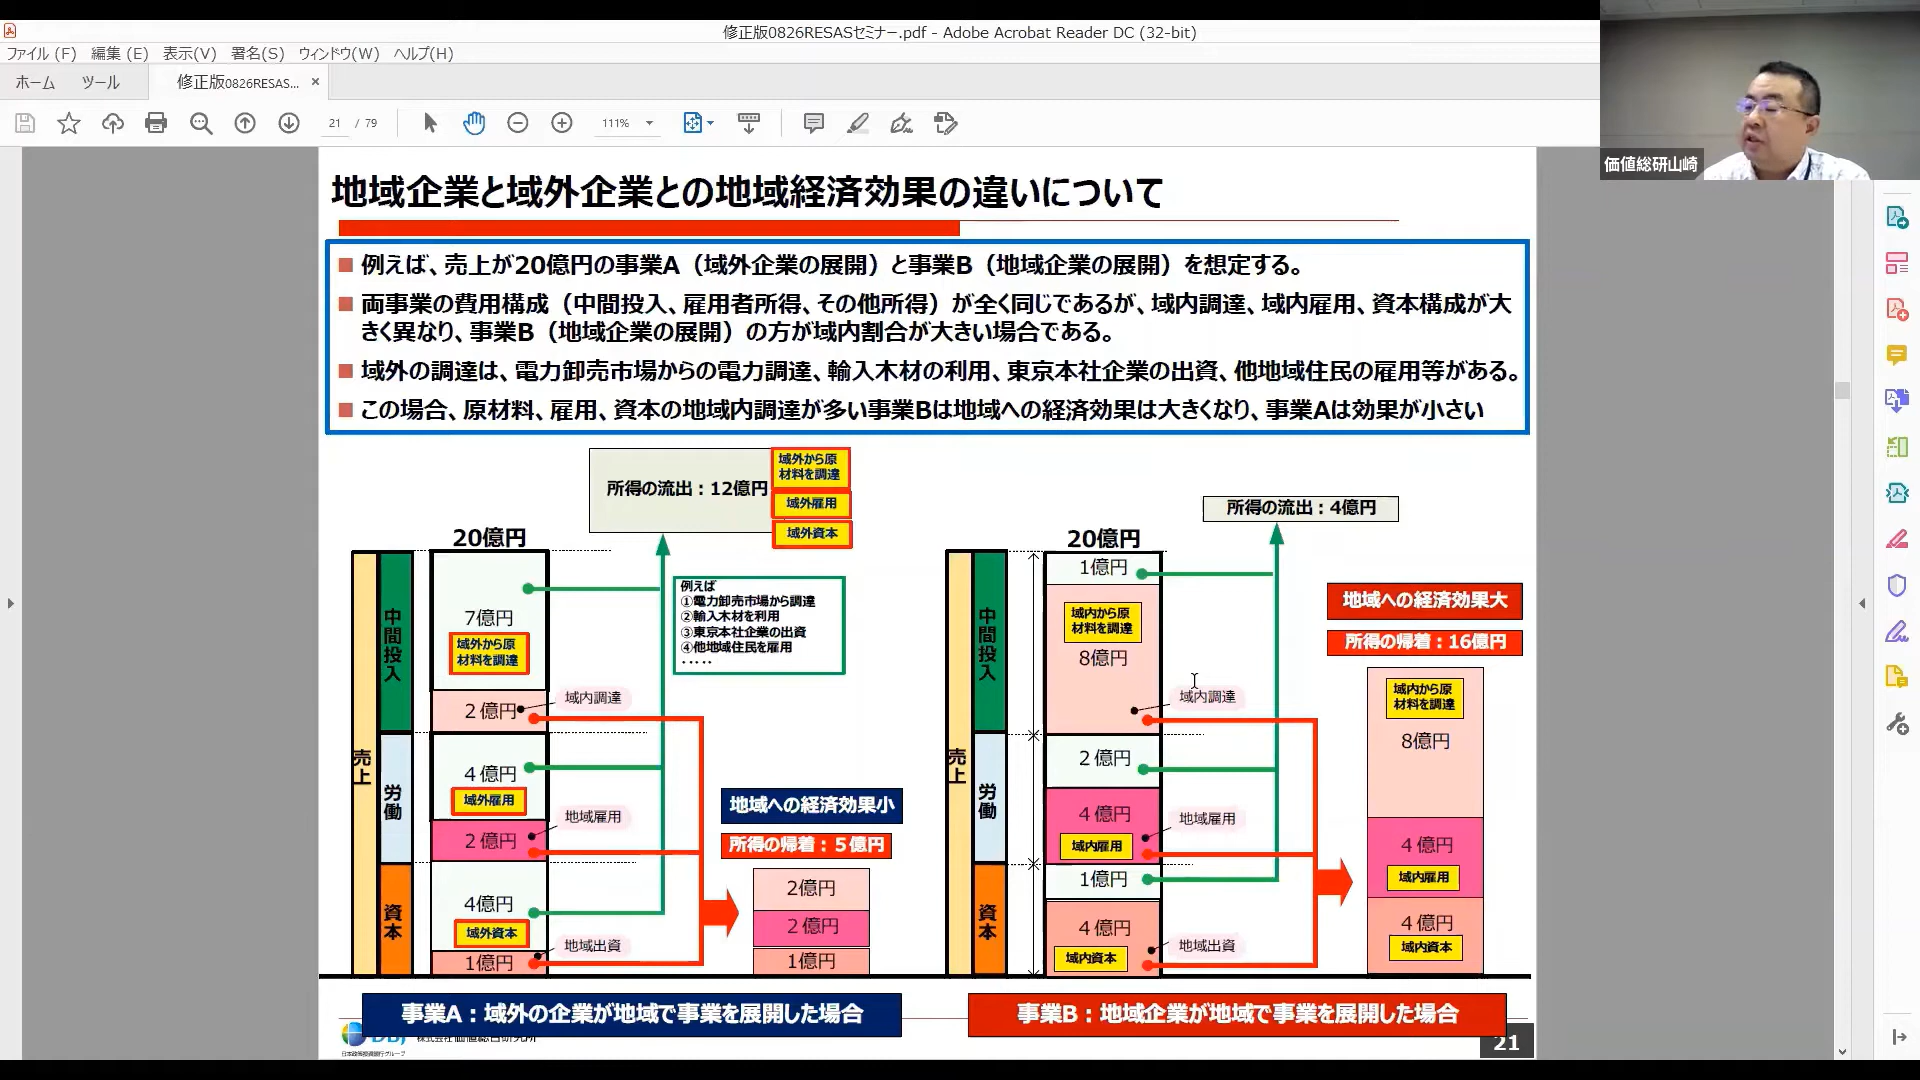 修正版0826RESASセミナー.pdf - Adobe Acrobat Reader DC (32-bit)
ファイル (F) 編集 (E) 表示(V) 署名(S) ウィンドウ(W) ヘルプ(H)
ホーム ツール 修正版0826RESAS... ×
21 / 79 111%
価値総研山崎
地域企業と域外企業との地域経済効果の違いについて
例えば、売上が20億円の事業A（域外企業の展開）と事業B（地域企業の展開）を想定する。
両事業の費用構成（中間投入、雇用者所得、その他所得）が全く同じであるが、域内調達、域内雇用、資本構成が大
きく異なり、事業B（地域企業の展開）の方が域内割合が大きい場合である。
域外の調達は、電力卸売市場からの電力調達、輸入木材の利用、東京本社企業の出資、他地域住民の雇用等がある。
この場合、原材料、雇用、資本の地域内調達が多い事業Bは地域への経済効果は大きくなり、事業Aは効果が小さい
所得の流出：12億円
域外から原
材料を調達
域外雇用
域外資本
20億円
売上
中間投入
労働
資本
7億円
域外から原
材料を調達
２億円
域内調達
４億円
域外雇用
２億円
地域雇用
4億円
域外資本
1億円
地域出資
例えば
①電力卸売市場から調達
②輸入木材を利用
③東京本社企業の出資
④他地域住民を雇用
・・・・・
地域への経済効果小
所得の帰着：５億円
2億円
２億円
1億円
事業A：域外の企業が地域で事業を展開した場合
所得の流出：4億円
20億円
売上
中間投入
労働
資本
1億円
域内から原
材料を調達
8億円
域内調達
２億円
４億円
域内雇用
地域雇用
1億円
４億円
域内資本
地域出資
地域への経済効果大
所得の帰着：16億円
域内から原
材料を調達
8億円
４億円
域内雇用
４億円
域内資本
事業B：地域企業が地域で事業を展開した場合
DBJ 株式会社価値総合研究所
日本政策投資銀行グループ
21